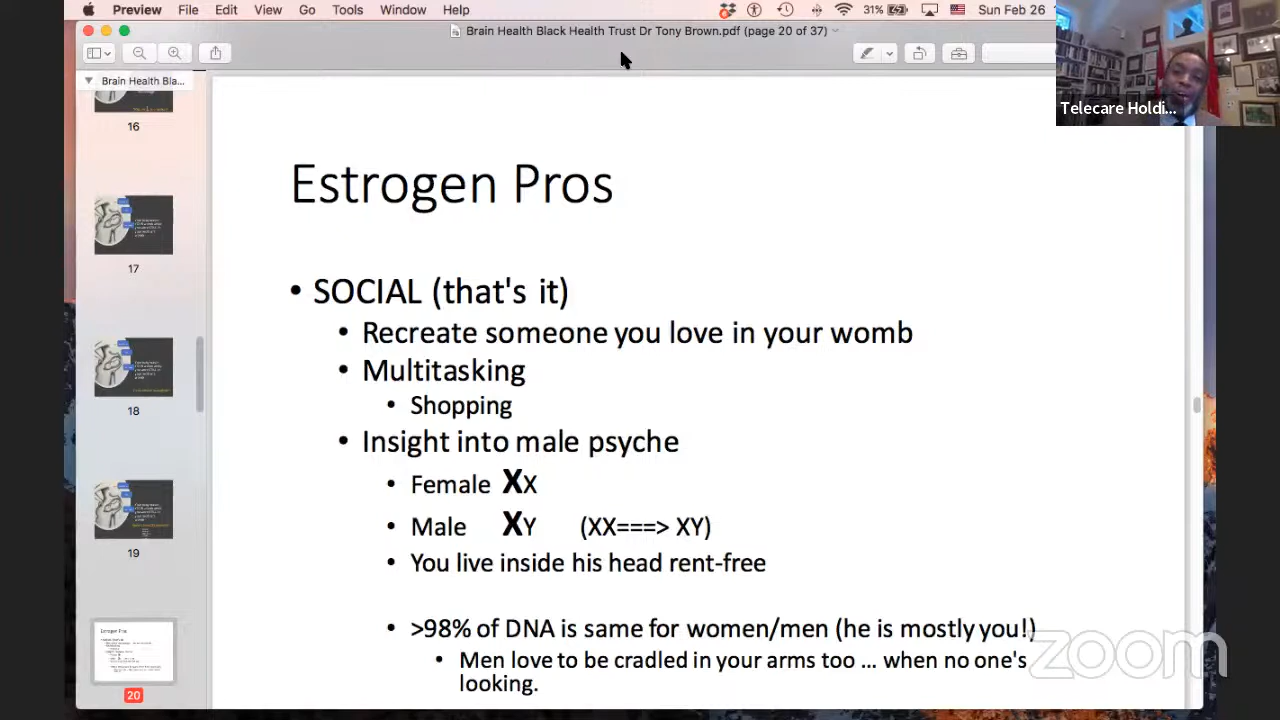 Preview File Edit View Go Tools Window Help 31% Sun Feb 26
Brain Health Black Health Trust Dr Tony Brown.pdf (page 20 of 37)
Brain Health Bla...
Telecare Holdi...
16
17
18
19
Estrogen Pros
20
Estrogen Pros
• SOCIAL (that's it)
• Recreate someone you love in your womb
• Multitasking
• Shopping
• Insight into male psyche
• Female XX
• Male XY (XX===> XY)
• You live inside his head rent-free
• >98% of DNA is same for women/men (he is mostly you!)
• Men love to be cradled in your arms too ... when no one's
looking.
zoom